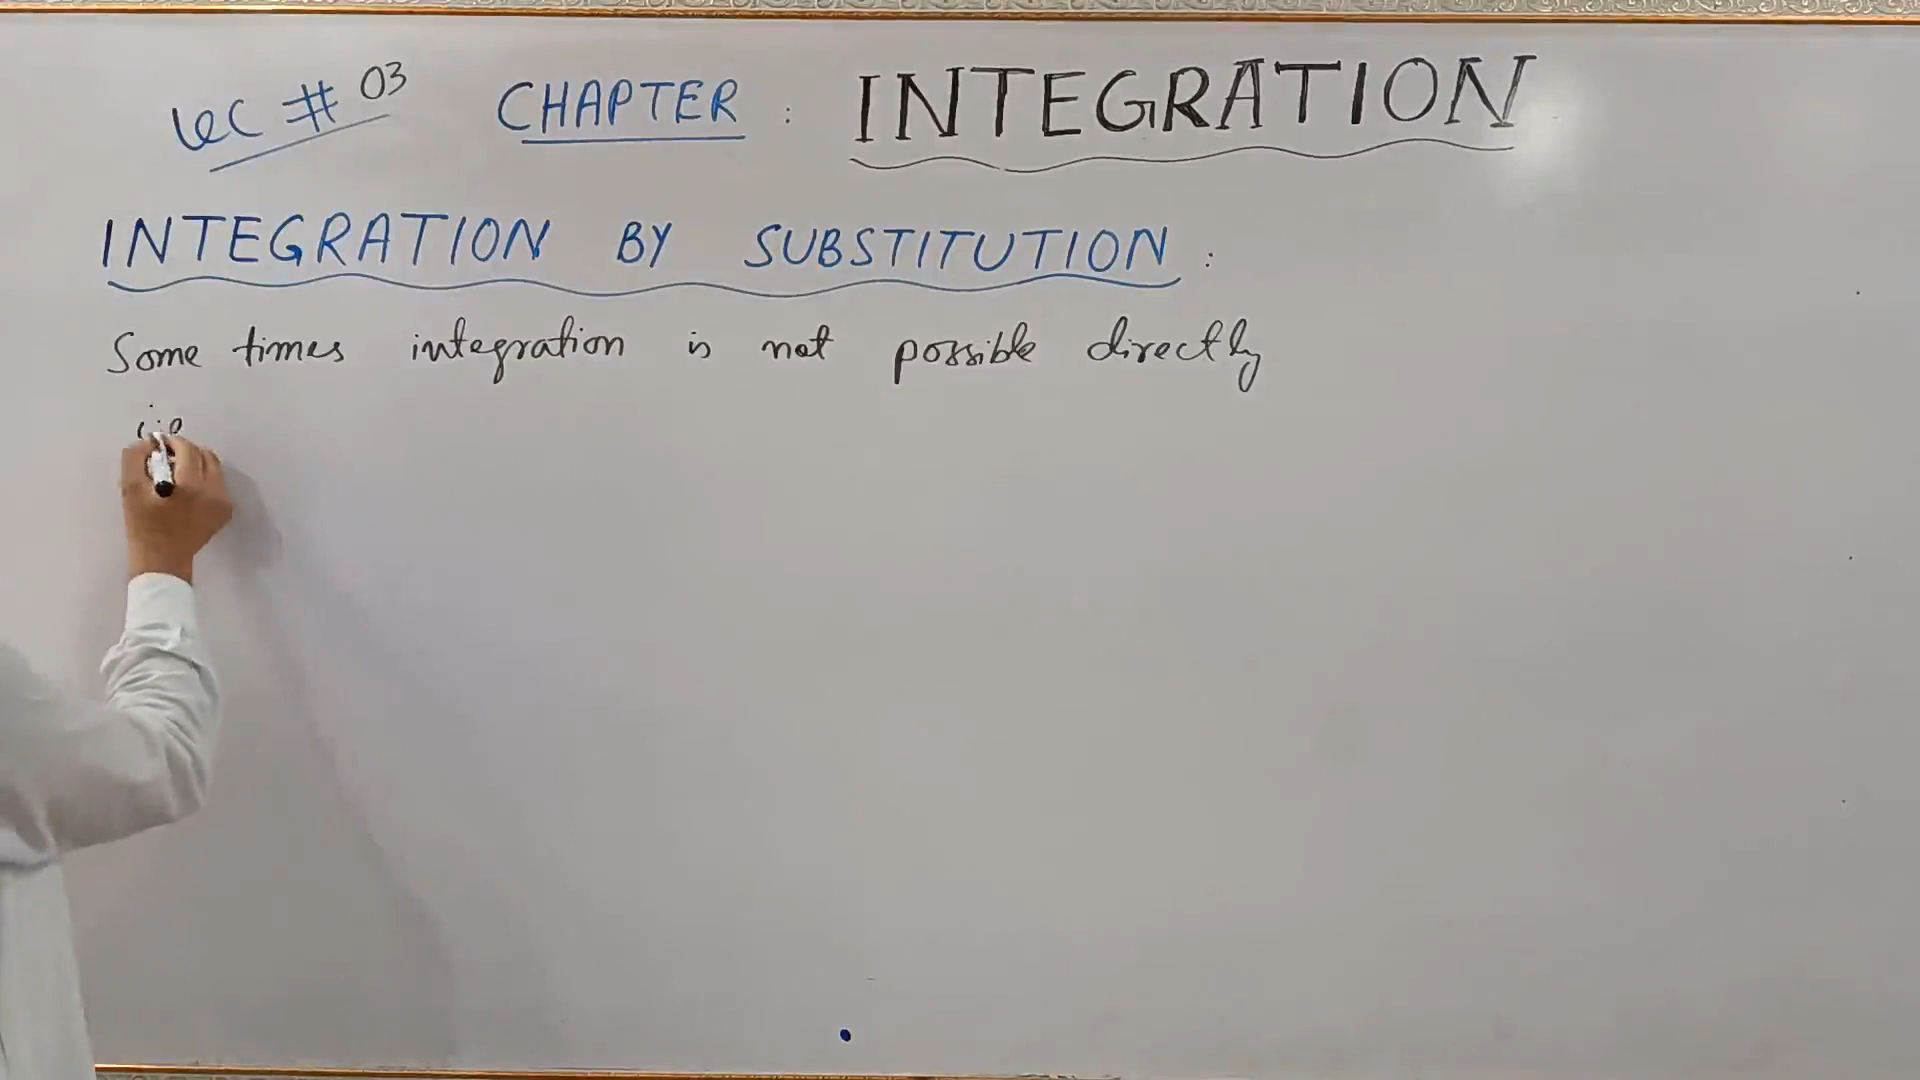 Lec # 03 CHAPTER : INTEGRATION
INTEGRATION BY SUBSTITUTION :
Some times integration is not possible directly
i.e